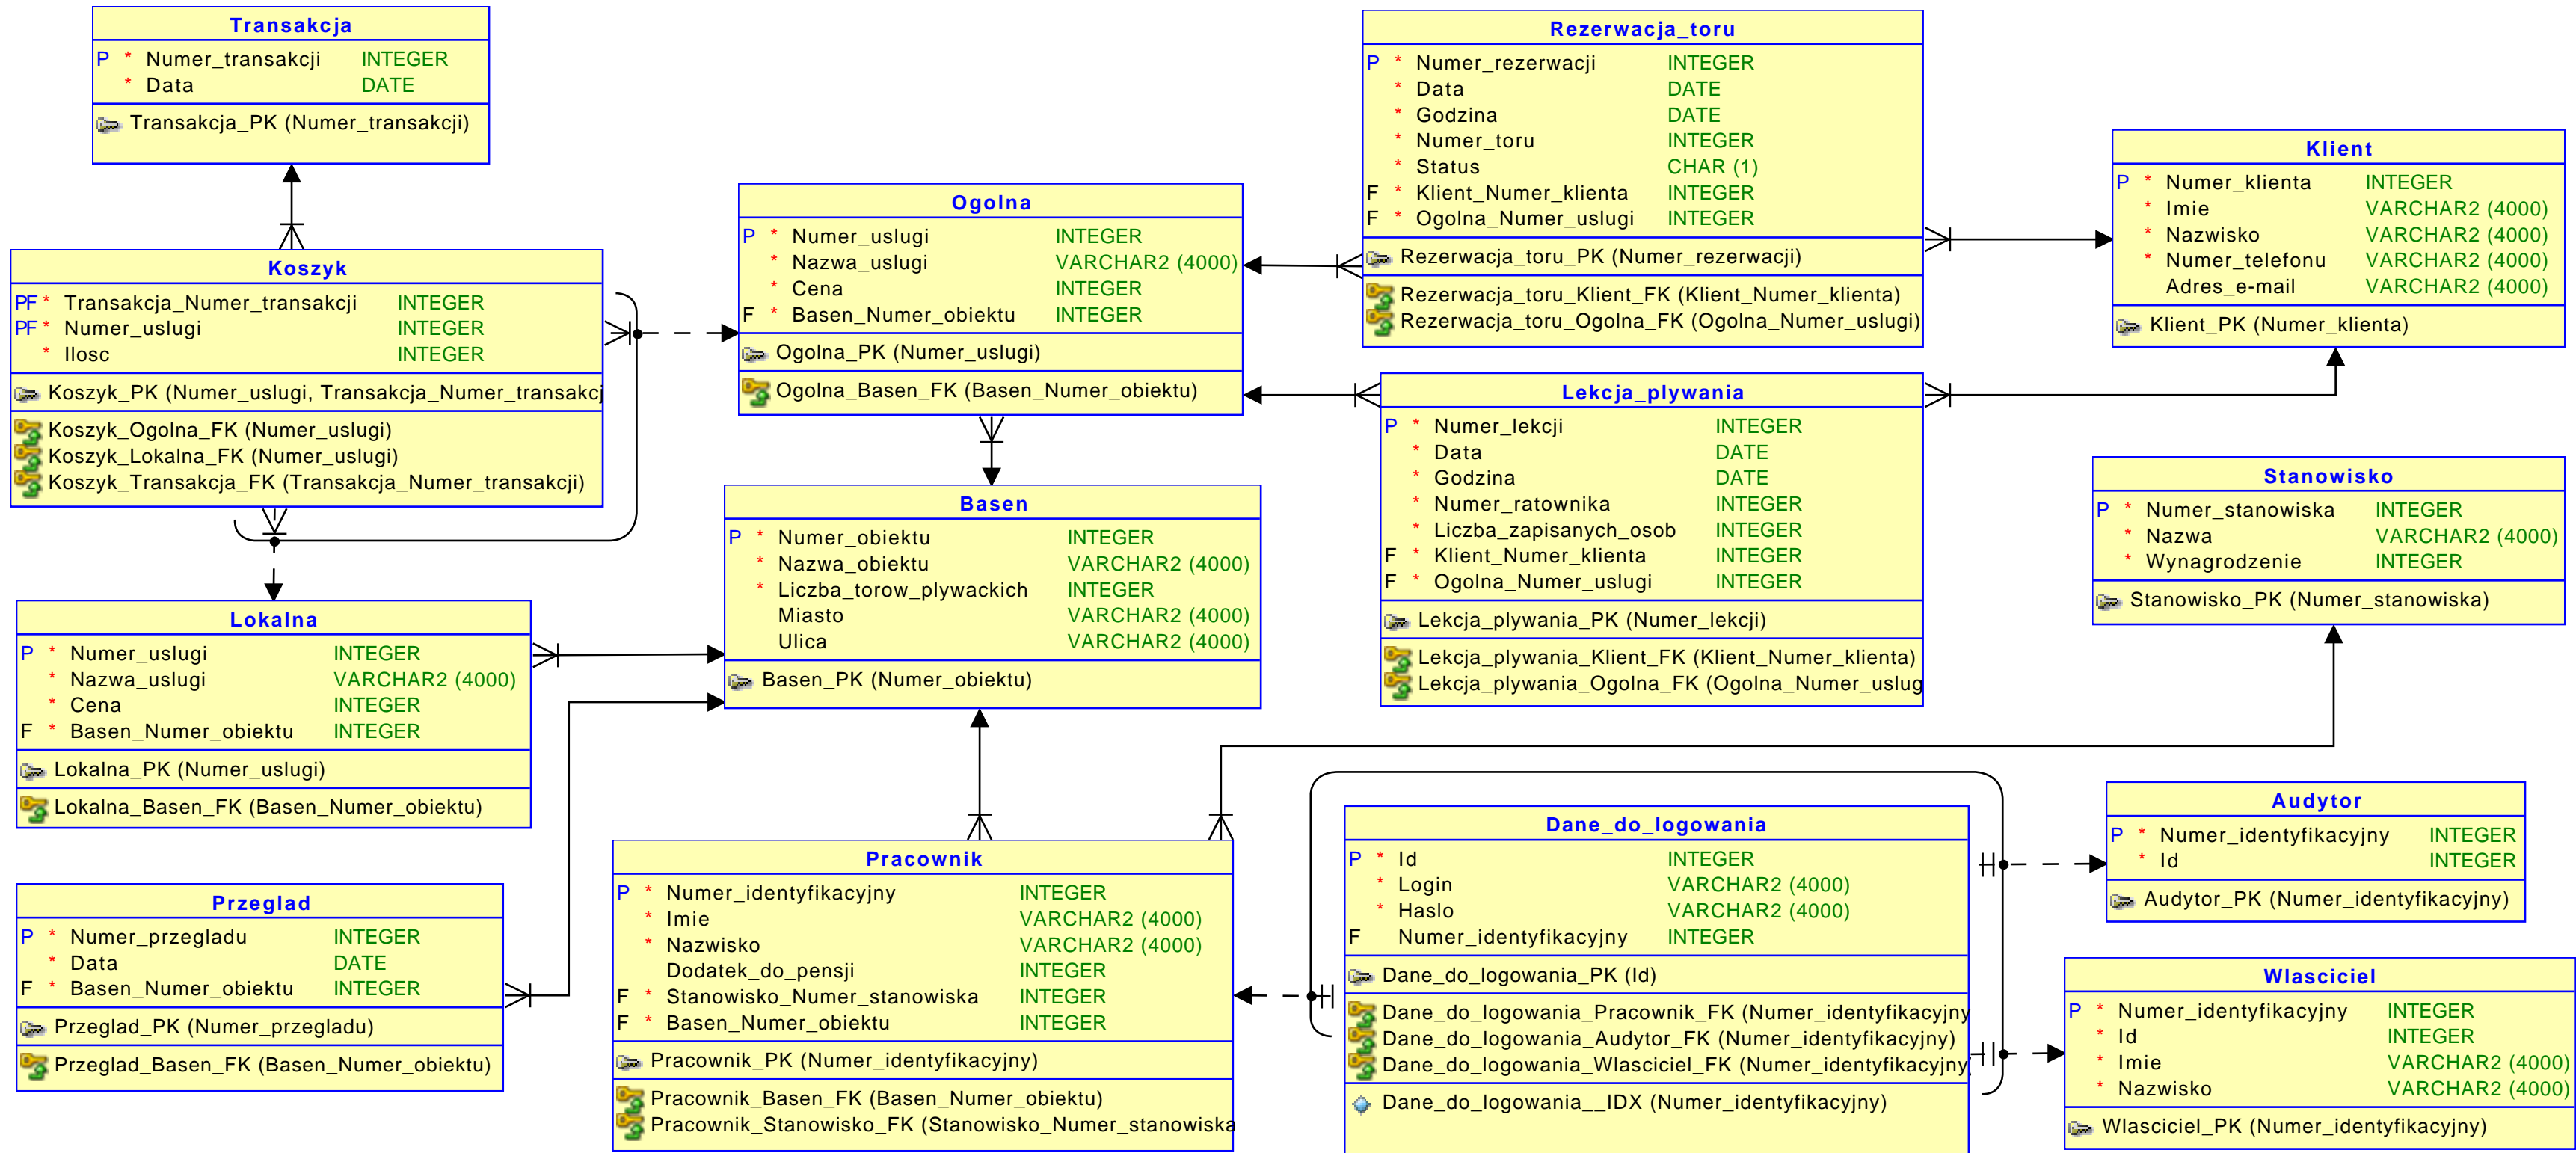 Transakcja
P * Numer_transakcji INTEGER
* Data DATE
Transakcja_PK (Numer_transakcji)
Koszyk
PF * Transakcja_Numer_transakcji INTEGER
PF * Numer_uslugi INTEGER
* Ilosc INTEGER
Koszyk_PK (Numer_uslugi, Transakcja_Numer_transakcj
Koszyk_Ogolna_FK (Numer_uslugi)
Koszyk_Lokalna_FK (Numer_uslugi)
Koszyk_Transakcja_FK (Transakcja_Numer_transakcji)
Lokalna
P * Numer_uslugi INTEGER
* Nazwa_uslugi VARCHAR2 (4000)
* Cena INTEGER
F * Basen_Numer_obiektu INTEGER
Lokalna_PK (Numer_uslugi)
Lokalna_Basen_FK (Basen_Numer_obiektu)
Przeglad
P * Numer_przegladu INTEGER
* Data DATE
F * Basen_Numer_obiektu INTEGER
Przeglad_PK (Numer_przegladu)
Przeglad_Basen_FK (Basen_Numer_obiektu)
Ogolna
P * Numer_uslugi INTEGER
* Nazwa_uslugi VARCHAR2 (4000)
* Cena INTEGER
F * Basen_Numer_obiektu INTEGER
Ogolna_PK (Numer_uslugi)
Ogolna_Basen_FK (Basen_Numer_obiektu)
Basen
P * Numer_obiektu INTEGER
* Nazwa_obiektu VARCHAR2 (4000)
* Liczba_torow_plywackich INTEGER
Miasto VARCHAR2 (4000)
Ulica VARCHAR2 (4000)
Basen_PK (Numer_obiektu)
Pracownik
P * Numer_identyfikacyjny INTEGER
* Imie VARCHAR2 (4000)
* Nazwisko VARCHAR2 (4000)
Dodatek_do_pensji INTEGER
F * Stanowisko_Numer_stanowiska INTEGER
F * Basen_Numer_obiektu INTEGER
Pracownik_PK (Numer_identyfikacyjny)
Pracownik_Basen_FK (Basen_Numer_obiektu)
Pracownik_Stanowisko_FK (Stanowisko_Numer_stanowiska
Rezerwacja_toru
P * Numer_rezerwacji INTEGER
* Data DATE
* Godzina DATE
* Numer_toru INTEGER
* Status CHAR (1)
F * Klient_Numer_klienta INTEGER
F * Ogolna_Numer_uslugi INTEGER
Rezerwacja_toru_PK (Numer_rezerwacji)
Rezerwacja_toru_Klient_FK (Klient_Numer_klienta)
Rezerwacja_toru_Ogolna_FK (Ogolna_Numer_uslugi)
Lekcja_plywania
P * Numer_lekcji INTEGER
* Data DATE
* Godzina DATE
* Numer_ratownika INTEGER
* Liczba_zapisanych_osob INTEGER
F * Klient_Numer_klienta INTEGER
F * Ogolna_Numer_uslugi INTEGER
Lekcja_plywania_PK (Numer_lekcji)
Lekcja_plywania_Klient_FK (Klient_Numer_klienta)
Lekcja_plywania_Ogolna_FK (Ogolna_Numer_uslug
Dane_do_logowania
P * Id INTEGER
* Login VARCHAR2 (4000)
* Haslo VARCHAR2 (4000)
F Numer_identyfikacyjny INTEGER
Dane_do_logowania_PK (Id)
Dane_do_logowania_Pracownik_FK (Numer_identyfikacyjny
Dane_do_logowania_Audytor_FK (Numer_identyfikacyjny)
Dane_do_logowania_Wlasciciel_FK (Numer_identyfikacyjny
Dane_do_logowania__IDX (Numer_identyfikacyjny)
Klient
P * Numer_klienta INTEGER
* Imie VARCHAR2 (4000)
* Nazwisko VARCHAR2 (4000)
* Numer_telefonu VARCHAR2 (4000)
Adres_e-mail VARCHAR2 (4000)
Klient_PK (Numer_klienta)
Stanowisko
P * Numer_stanowiska INTEGER
* Nazwa VARCHAR2 (4000)
* Wynagrodzenie INTEGER
Stanowisko_PK (Numer_stanowiska)
Audytor
P * Numer_identyfikacyjny INTEGER
* Id INTEGER
Audytor_PK (Numer_identyfikacyjny)
Wlasciciel
P * Numer_identyfikacyjny INTEGER
* Id INTEGER
* Imie VARCHAR2 (4000)
* Nazwisko VARCHAR2 (4000)
Wlasciciel_PK (Numer_identyfikacyjny)